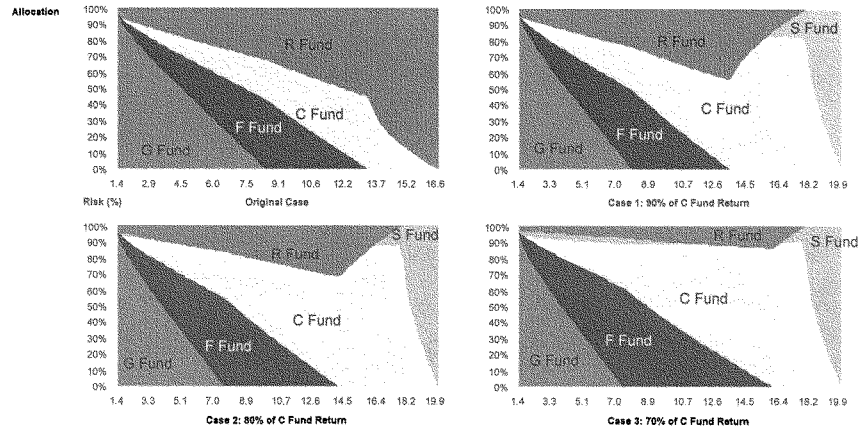 Allocation
100%
90%
80%
70%
60%
50%
40%
30%
20%
10%
0%
R Fund
C Fund
F Fund
G Fund
1.4 2.9 4.5 6.0 7.5 9.1 10.6 12.2 13.7 15.2 16.6
Risk (%) Original Case
100%
90%
80%
70%
60%
50%
40%
30%
20%
10%
0%
S Fund
R Fund
C Fund
F Fund
G Fund
1.4 3.3 5.1 7.0 8.9 10.7 12.6 14.5 16.4 18.2 19.9
Case 1: 90% of C Fund Return
100%
90%
80%
70%
60%
50%
40%
30%
20%
10%
0%
S Fund
R Fund
C Fund
F Fund
G Fund
1.4 3.3 5.1 7.0 8.9 10.7 12.6 14.5 16.4 18.2 19.9
Case 2: 80% of C Fund Return
100%
90%
80%
70%
60%
50%
40%
30%
20%
10%
0%
R Fund
S Fund
C Fund
F Fund
G Fund
1.4 3.3 5.1 7.0 8.9 10.7 12.6 14.5 16.4 18.2 19.9
Case 3: 70% of C Fund Return